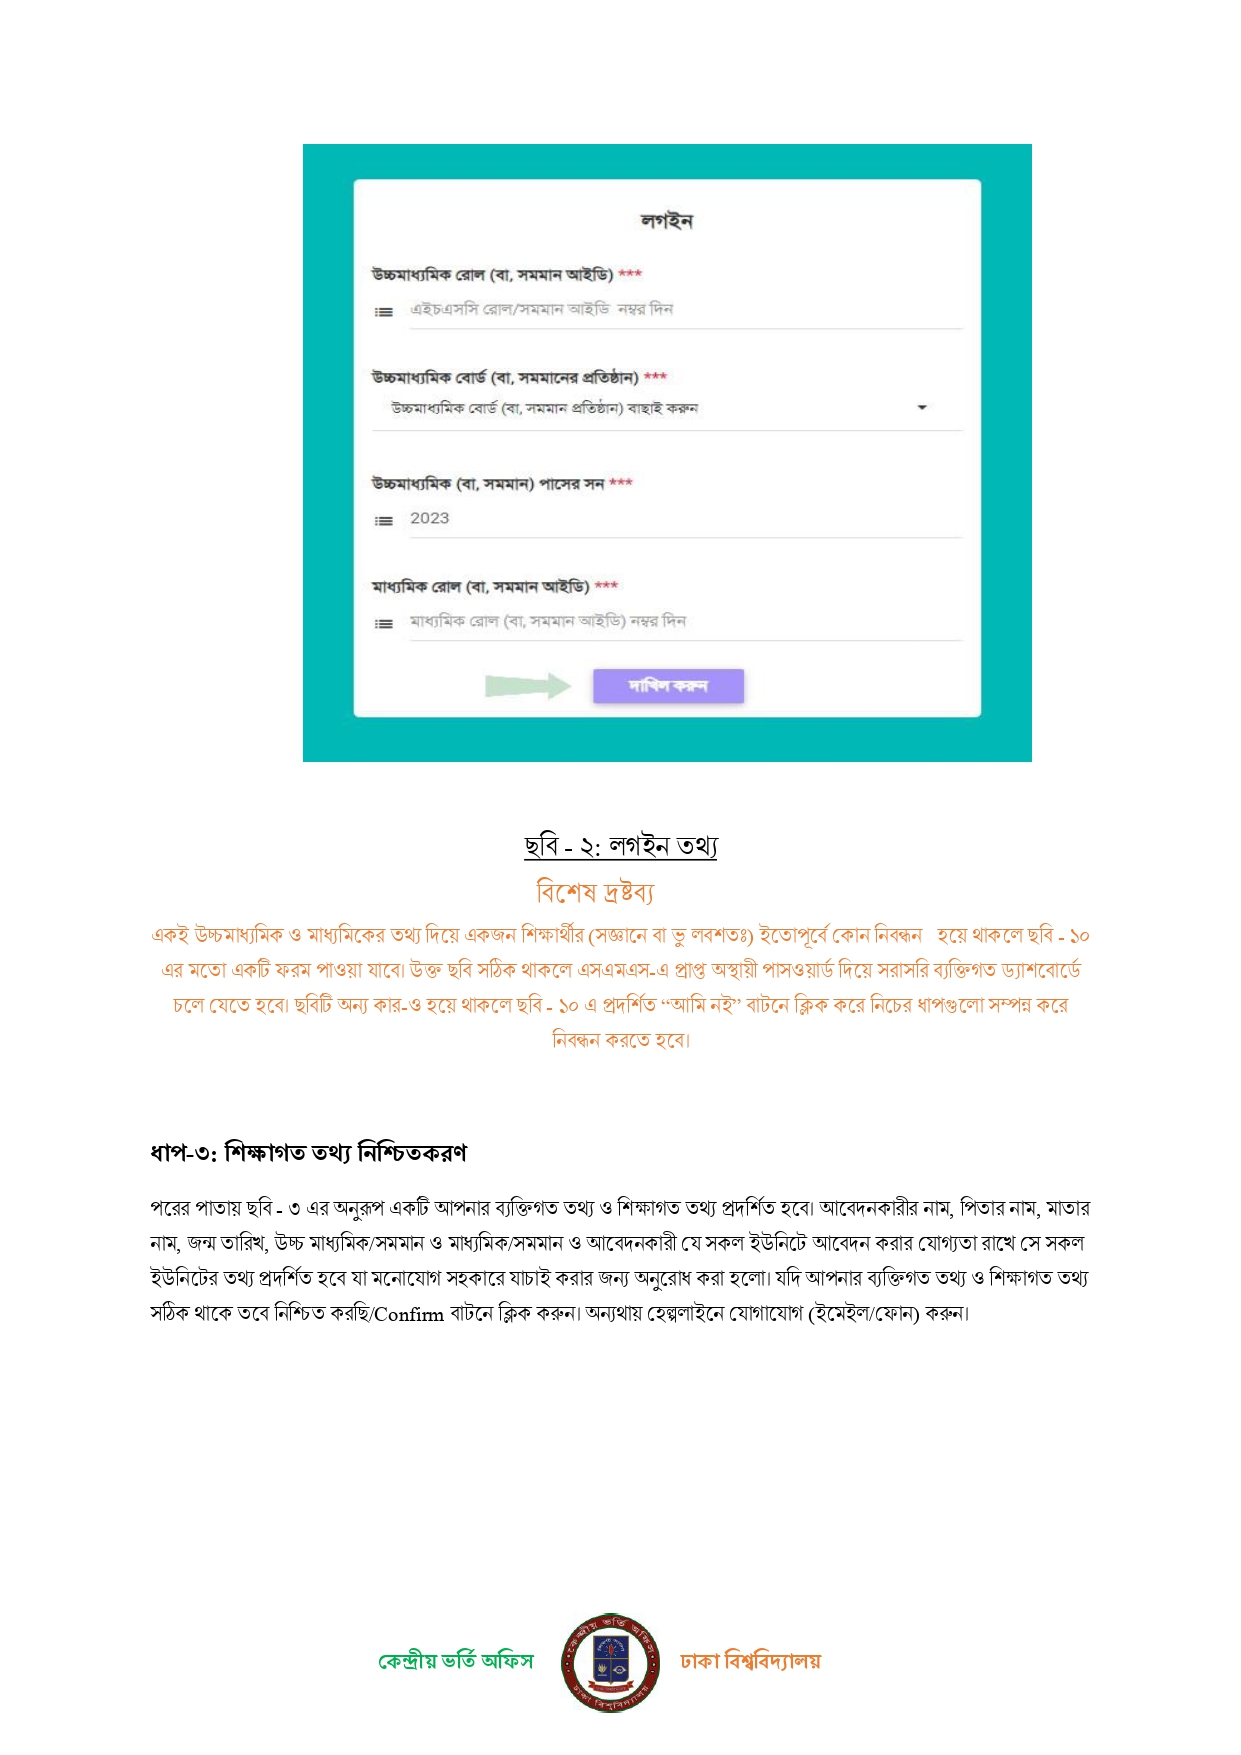 লগইন
উচ্চমাধ্যমিক রোল (বা, সমমান আইডি) ***
এইচএসসি রোল/সমমান আইডি নম্বর দিন
উচ্চমাধ্যমিক বোর্ড (বা, সমমানের প্রতিষ্ঠান) ***
উচ্চমাধ্যমিক বোর্ড (বা, সমমান প্রতিষ্ঠান) বাছাই করুন
উচ্চমাধ্যমিক (বা, সমমান) পাসের সন ***
2023
মাধ্যমিক রোল (বা, সমমান আইডি) ***
মাধ্যমিক রোল (বা, সমমান আইডি) নম্বর দিন
দাখিল করুন
ছবি - ২: লগইন তথ্য
বিশেষ দ্রষ্টব্য
একই উচ্চমাধ্যমিক ও মাধ্যমিকের তথ্য দিয়ে একজন শিক্ষার্থীর (সজ্ঞানে বা ভু লবশতঃ) ইতোপূর্বে কোন নিবন্ধন হয়ে থাকলে ছবি - ১০
এর মতো একটি ফরম পাওয়া যাবে। উক্ত ছবি সঠিক থাকলে এসএমএস-এ প্রাপ্ত অস্থায়ী পাসওয়ার্ড দিয়ে সরাসরি ব্যক্তিগত ড্যাশবোর্ডে
চলে যেতে হবে। ছবিটি অন্য কার-ও হয়ে থাকলে ছবি - ১০ এ প্রদর্শিত “আমি নই” বাটনে ক্লিক করে নিচের ধাপগুলো সম্পন্ন করে
নিবন্ধন করতে হবে।
ধাপ-৩: শিক্ষাগত তথ্য নিশ্চিতকরণ
পরের পাতায় ছবি - ৩ এর অনুরূপ একটি আপনার ব্যক্তিগত তথ্য ও শিক্ষাগত তথ্য প্রদর্শিত হবে। আবেদনকারীর নাম, পিতার নাম, মাতার
নাম, জন্ম তারিখ, উচ্চ মাধ্যমিক/সমমান ও মাধ্যমিক/সমমান ও আবেদনকারী যে সকল ইউনিটে আবেদন করার যোগ্যতা রাখে সে সকল
ইউনিটের তথ্য প্রদর্শিত হবে যা মনোযোগ সহকারে যাচাই করার জন্য অনুরোধ করা হলো। যদি আপনার ব্যক্তিগত তথ্য ও শিক্ষাগত তথ্য
সঠিক থাকে তবে নিশ্চিত করছি/Confirm বাটনে ক্লিক করুন। অন্যথায় হেল্পলাইনে যোগাযোগ (ইমেইল/ফোন) করুন।
কেন্দ্রীয় ভর্তি অফিস
কেন্দ্রীয় ভর্তি অফিস
ঢাকা বিশ্ববিদ্যালয়
ঢাকা বিশ্ববিদ্যালয়